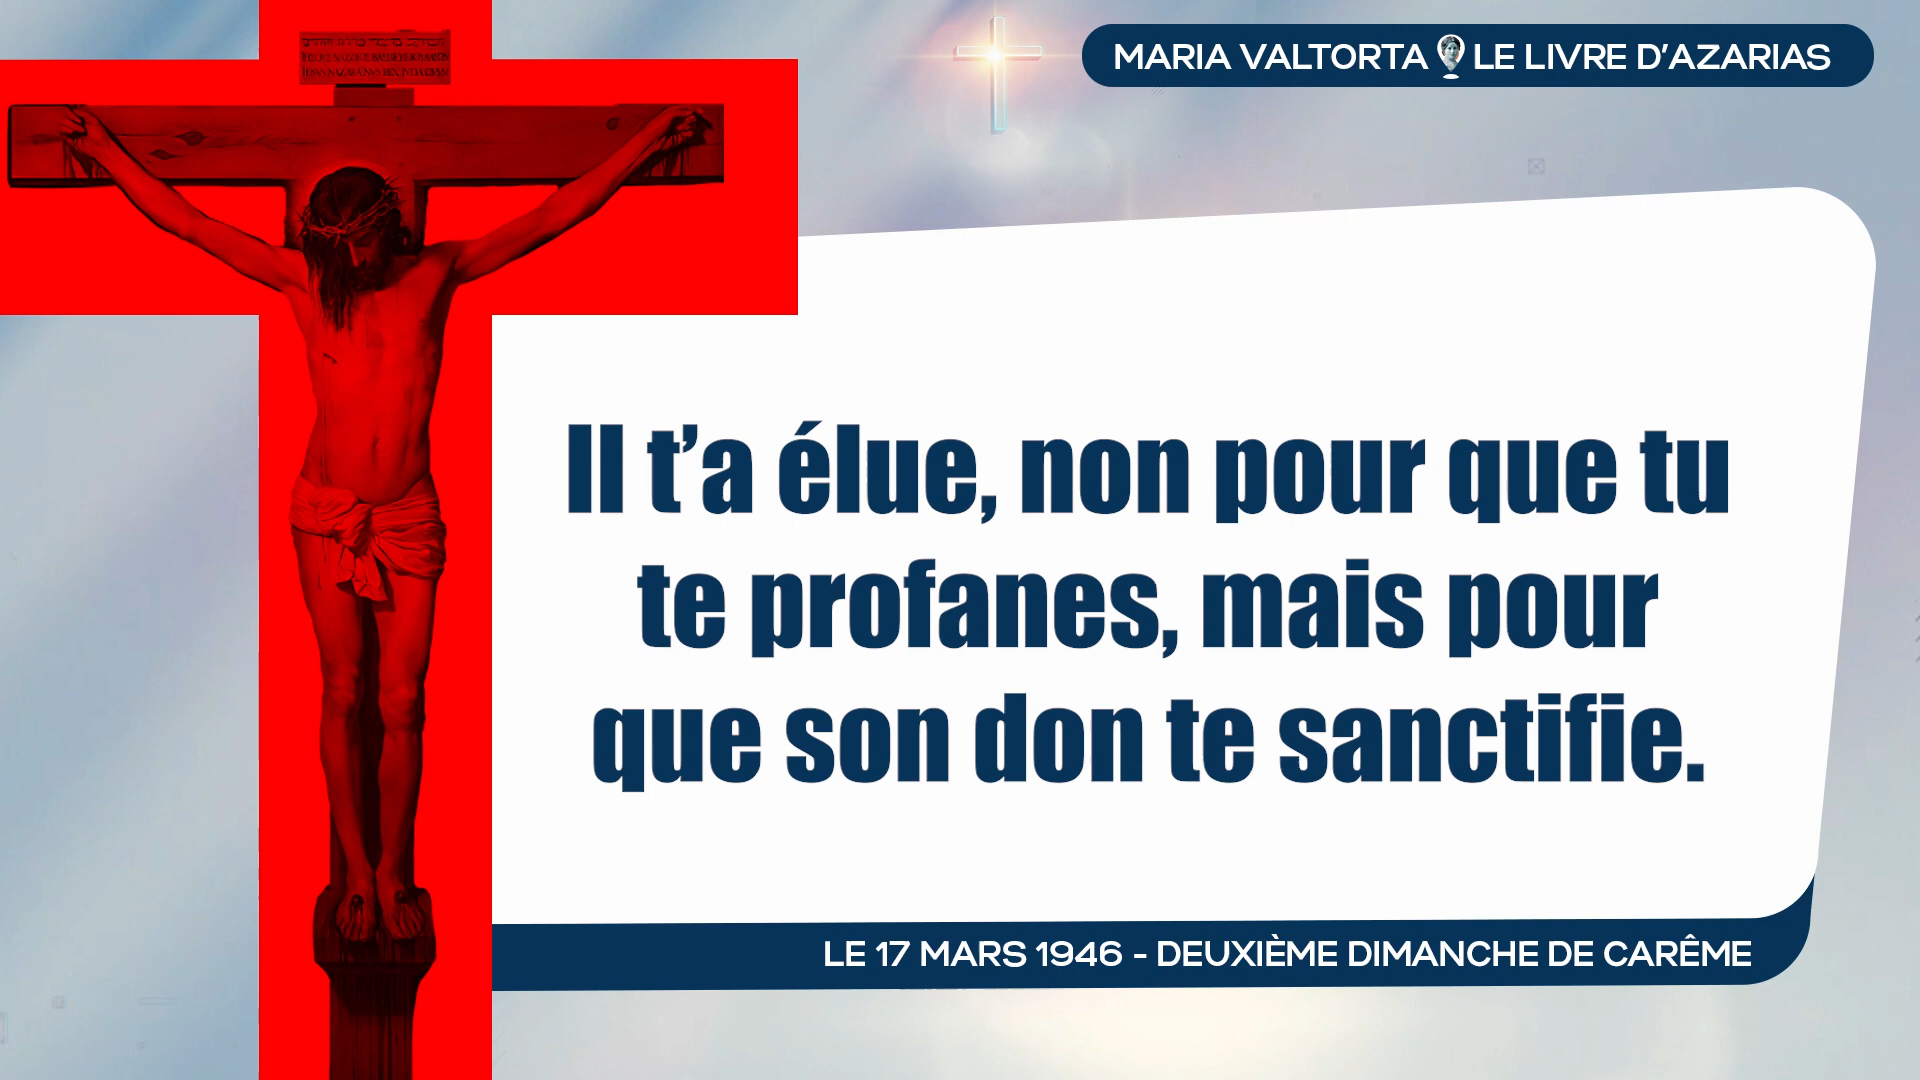 MARIA VALTORTA LE LIVRE D’AZARIAS
Il t’a élue, non pour que tu
te profanes, mais pour
que son don te sanctifie.
LE 17 MARS 1946 - DEUXIÈME DIMANCHE DE CARÊME